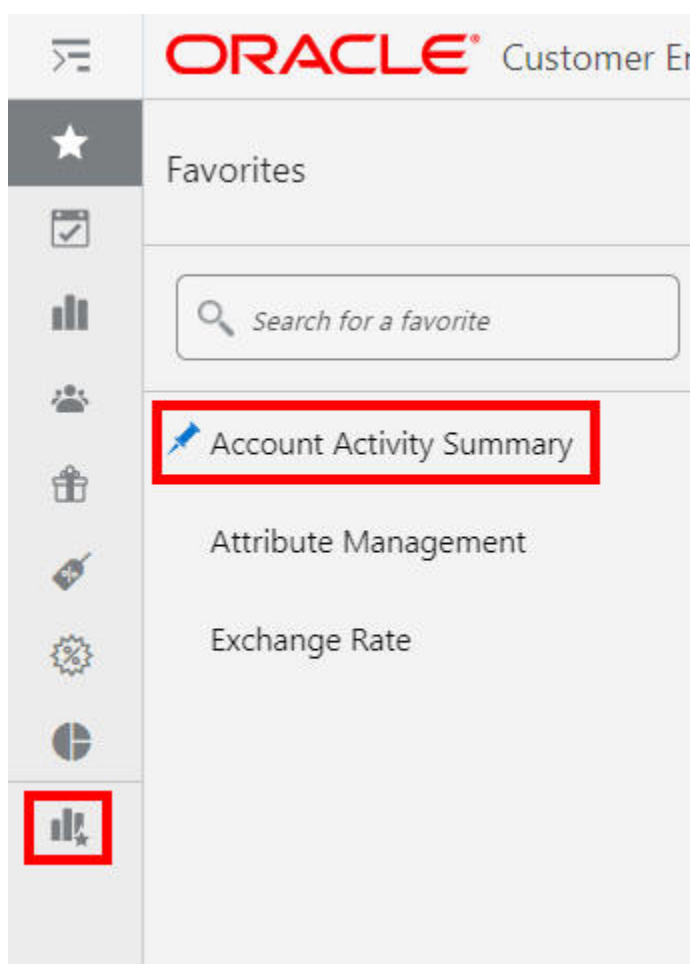 ORACLE® Customer
Favorites
Search for a favorite
Account Activity Summary
Attribute Management
Exchange Rate